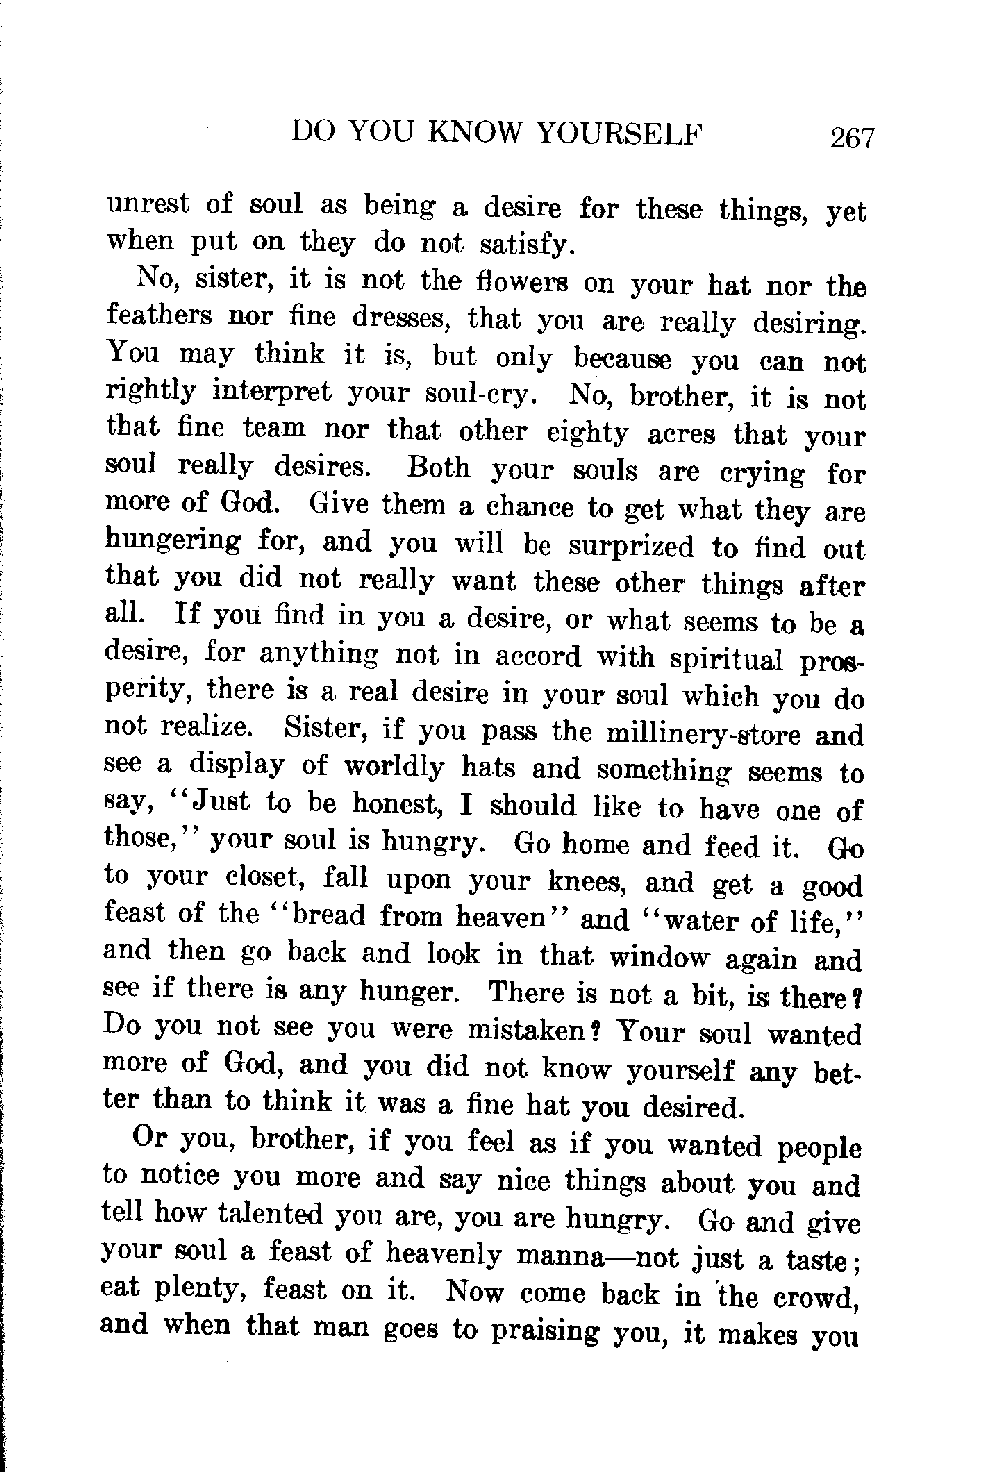 DO YOU KNOW YOURSELF 267
unrest of soul as being a desire for these things, yet
when put on they do not satisfy.
No, sister, it is not the flowers on your hat nor the
feathers nor fine dresses, that you are really desiring.
You may think it is, but only because you can not
rightly interpret your soul-cry. No, brother, it is not
that fine team nor that other eighty acres that your
soul really desires. Both your souls are crying for
more of God. Give them a chance to get what they are
hungering for, and you will be surprized to find out
that you did not really want these other things after
all. If you find in you a desire, or what seems to be a
desire, for anything not in accord with spiritual pros-
perity, there is a real desire in your soul which you do
not realize. Sister, if you pass the millinery-store and
see a display of worldly hats and something seems to
say, "Just to be honest, I should like to have one of
those," your soul is hungry. Go home and feed it. Go
to your closet, fall upon your knees, and get a good
feast of the "bread from heaven" and "water of life,"
and then go back and look in that window again and
see if there is any hunger. There is not a bit, is there?
Do you not see you were mistaken? Your soul wanted
more of God, and you did not know yourself any bet-
ter than to think it was a fine hat you desired.
Or you, brother, if you feel as if you wanted people
to notice you more and say nice things about you and
tell how talented you are, you are hungry. Go and give
your soul a feast of heavenly manna—not just a taste;
eat plenty, feast on it. Now come back in the crowd,
and when that man goes to praising you, it makes you